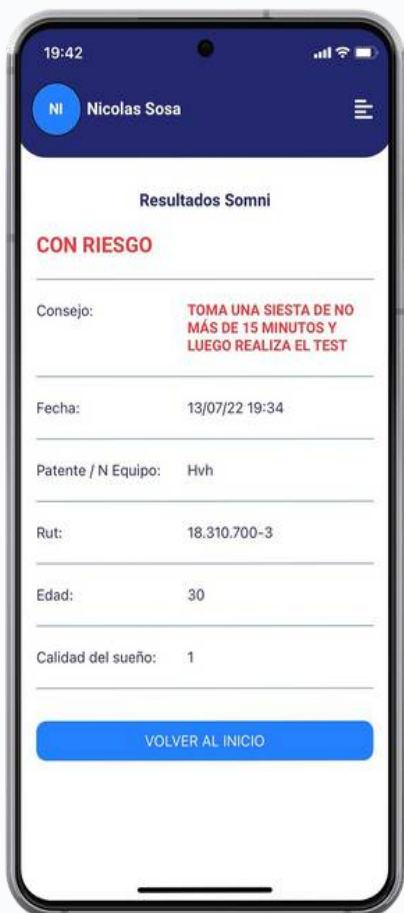 19:42
NI
Nicolas Sosa
Resultados Somni
CON RIESGO
Consejo:
TOMA UNA SIESTA DE NO
MÁS DE 15 MINUTOS Y
LUEGO REALIZA EL TEST
Fecha:
13/07/22 19:34
Patente / N Equipo:
Hvh
Rut:
18.310.700-3
Edad:
30
Calidad del sueño:
1
VOLVER AL INICIO